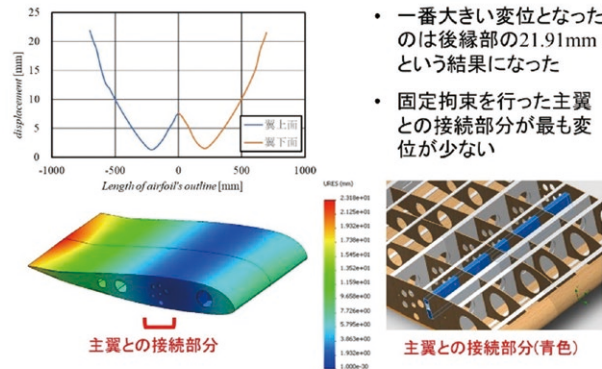 25
20
15
10
5
0
-1000
-500
0
500
1000
displacement [mm]
Length of airfoil's outline [mm]
翼上面
翼下面
• 一番大きい変位となった
のは後縁部の21.91mm
という結果になった
• 固定拘束を行った主翼
との接続部分が最も変
位が少ない
URES (mm)
2.318e+01
2.125e+01
1.932e+01
1.738e+01
1.545e+01
1.352e+01
1.159e+01
9.658e+00
7.726e+00
5.795e+00
3.863e+00
1.932e+00
1.000e-30
主翼との接続部分
主翼との接続部分(青色)